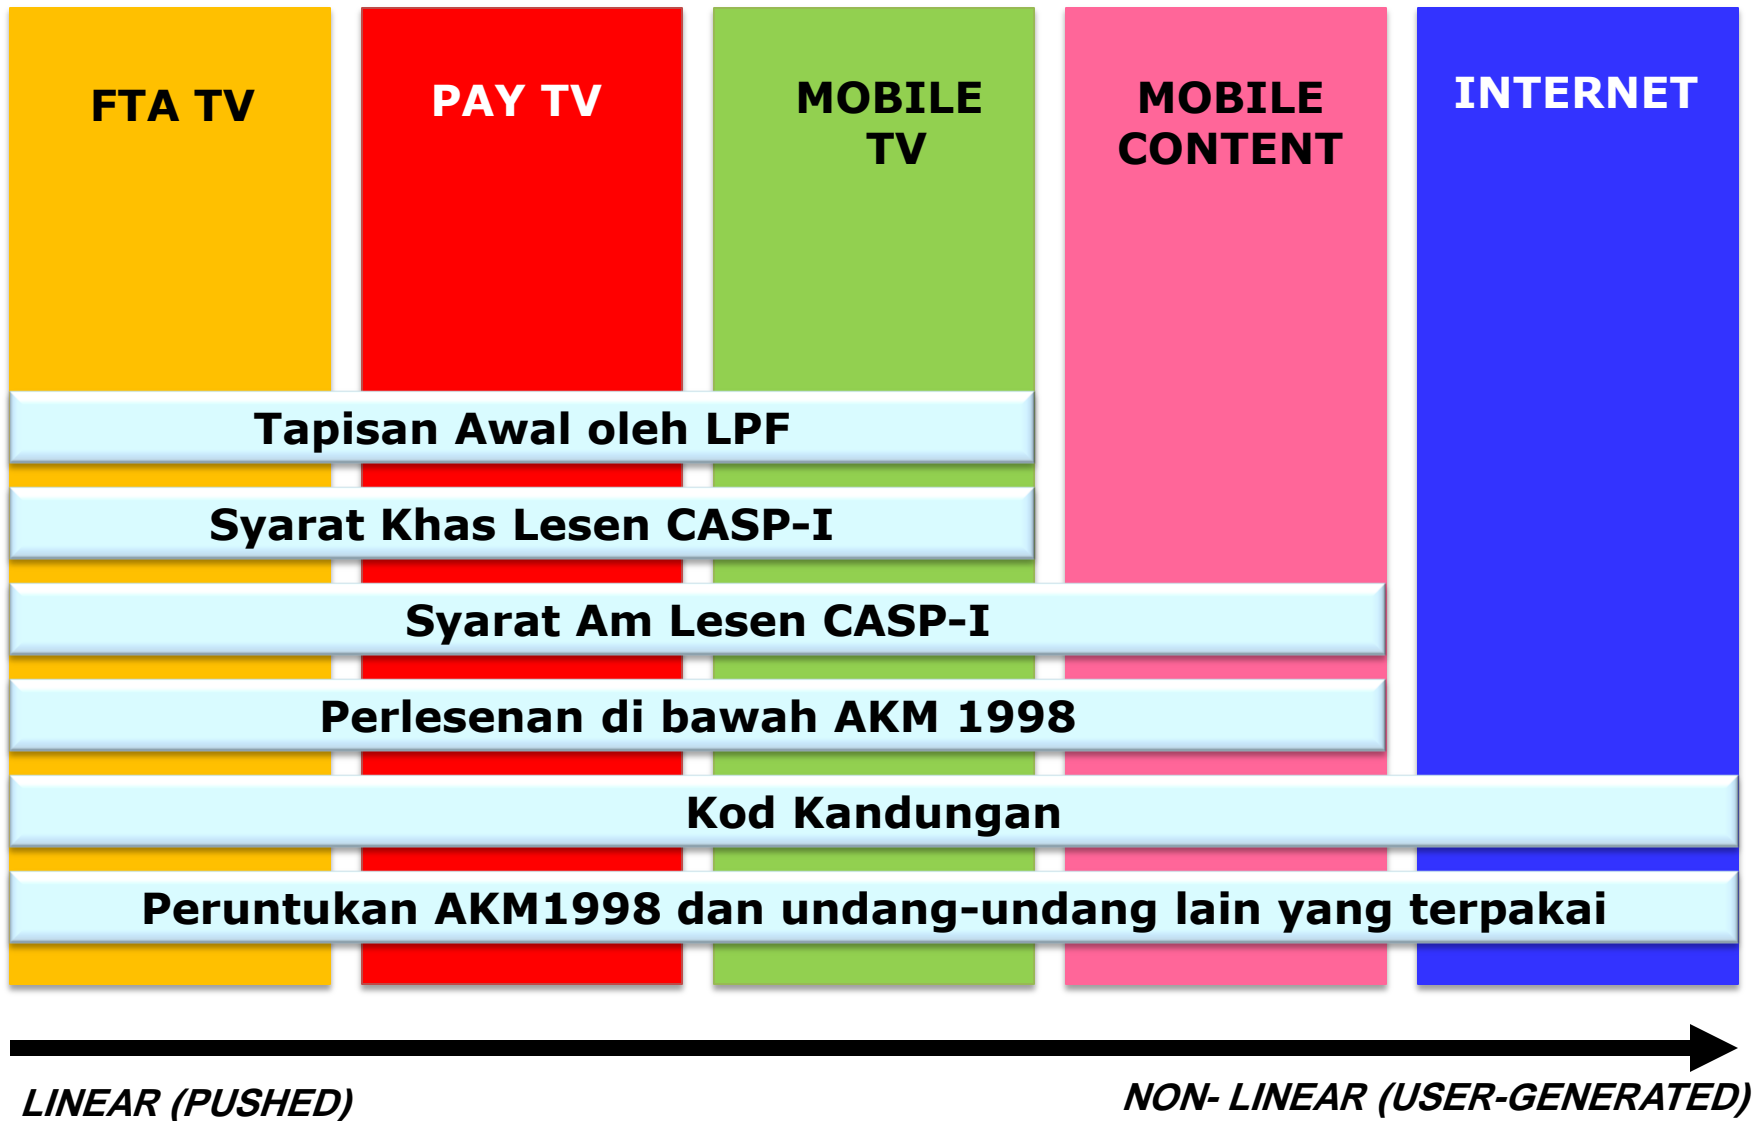 FTA TV
PAY TV
MOBILE
TV
MOBILE
CONTENT
INTERNET
Tapisan Awal oleh LPF
Syarat Khas Lesen CASP-I
Syarat Am Lesen CASP-I
Perlesenan di bawah AKM 1998
Kod Kandungan
Peruntukan AKM1998 dan undang-undang lain yang terpakai
LINEAR (PUSHED)
NON- LINEAR (USER-GENERATED)